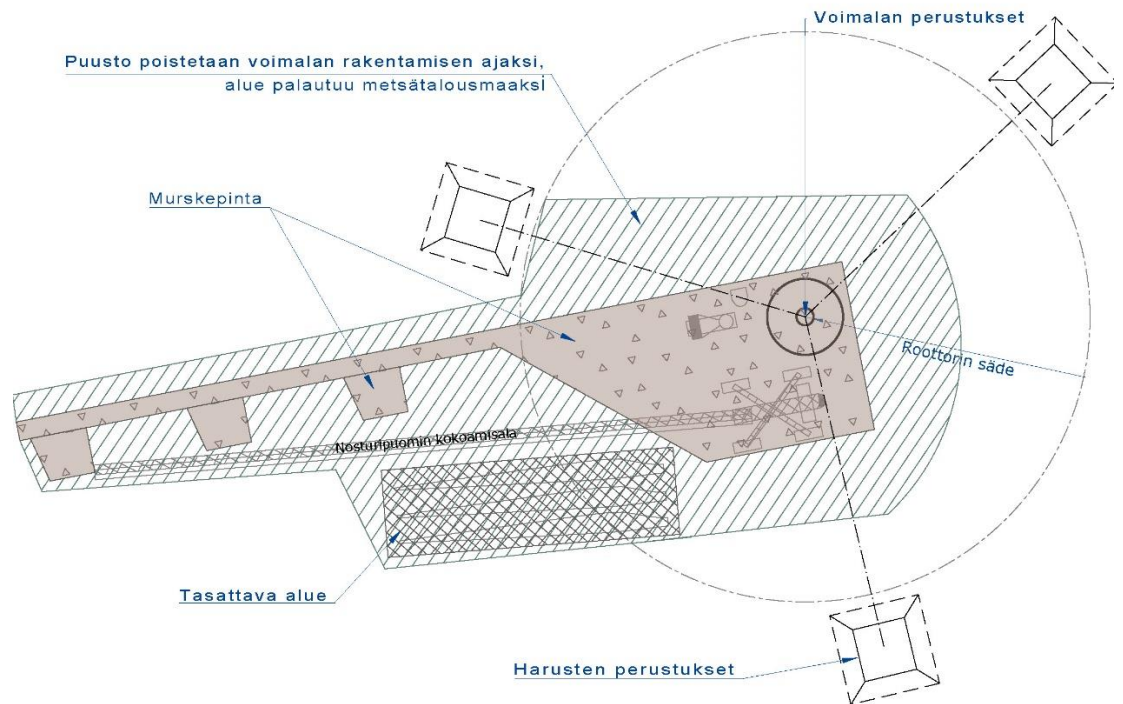 Voimalan perustukset
Puusto poistetaan voimalan rakentamisen ajaksi,
alue palautuu metsätalousmaaksi
Murskepinta
Roottorin säde
Nosturipuomin kokoamisala
Tasattava alue
Harusten perustukset